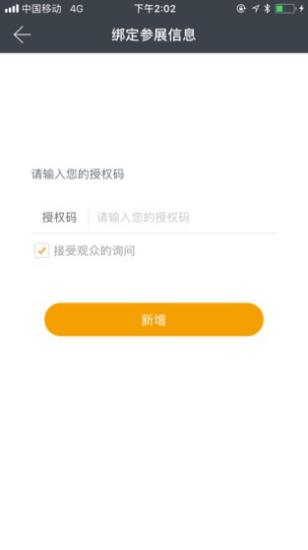 中国移动 4G 下午2:02
绑定参展信息
请输入您的授权码
授权码 请输入您的授权码
接受观众的询问
新增